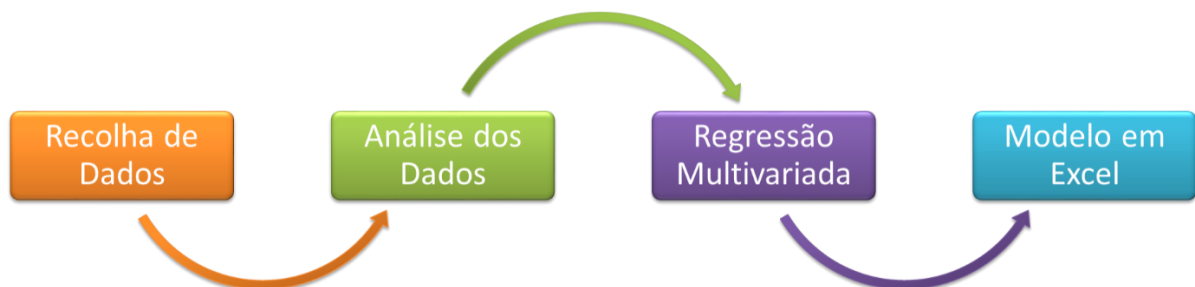 Recolha de
Dados
Análise dos
Dados
Regressão
Multivariada
Modelo em
Excel